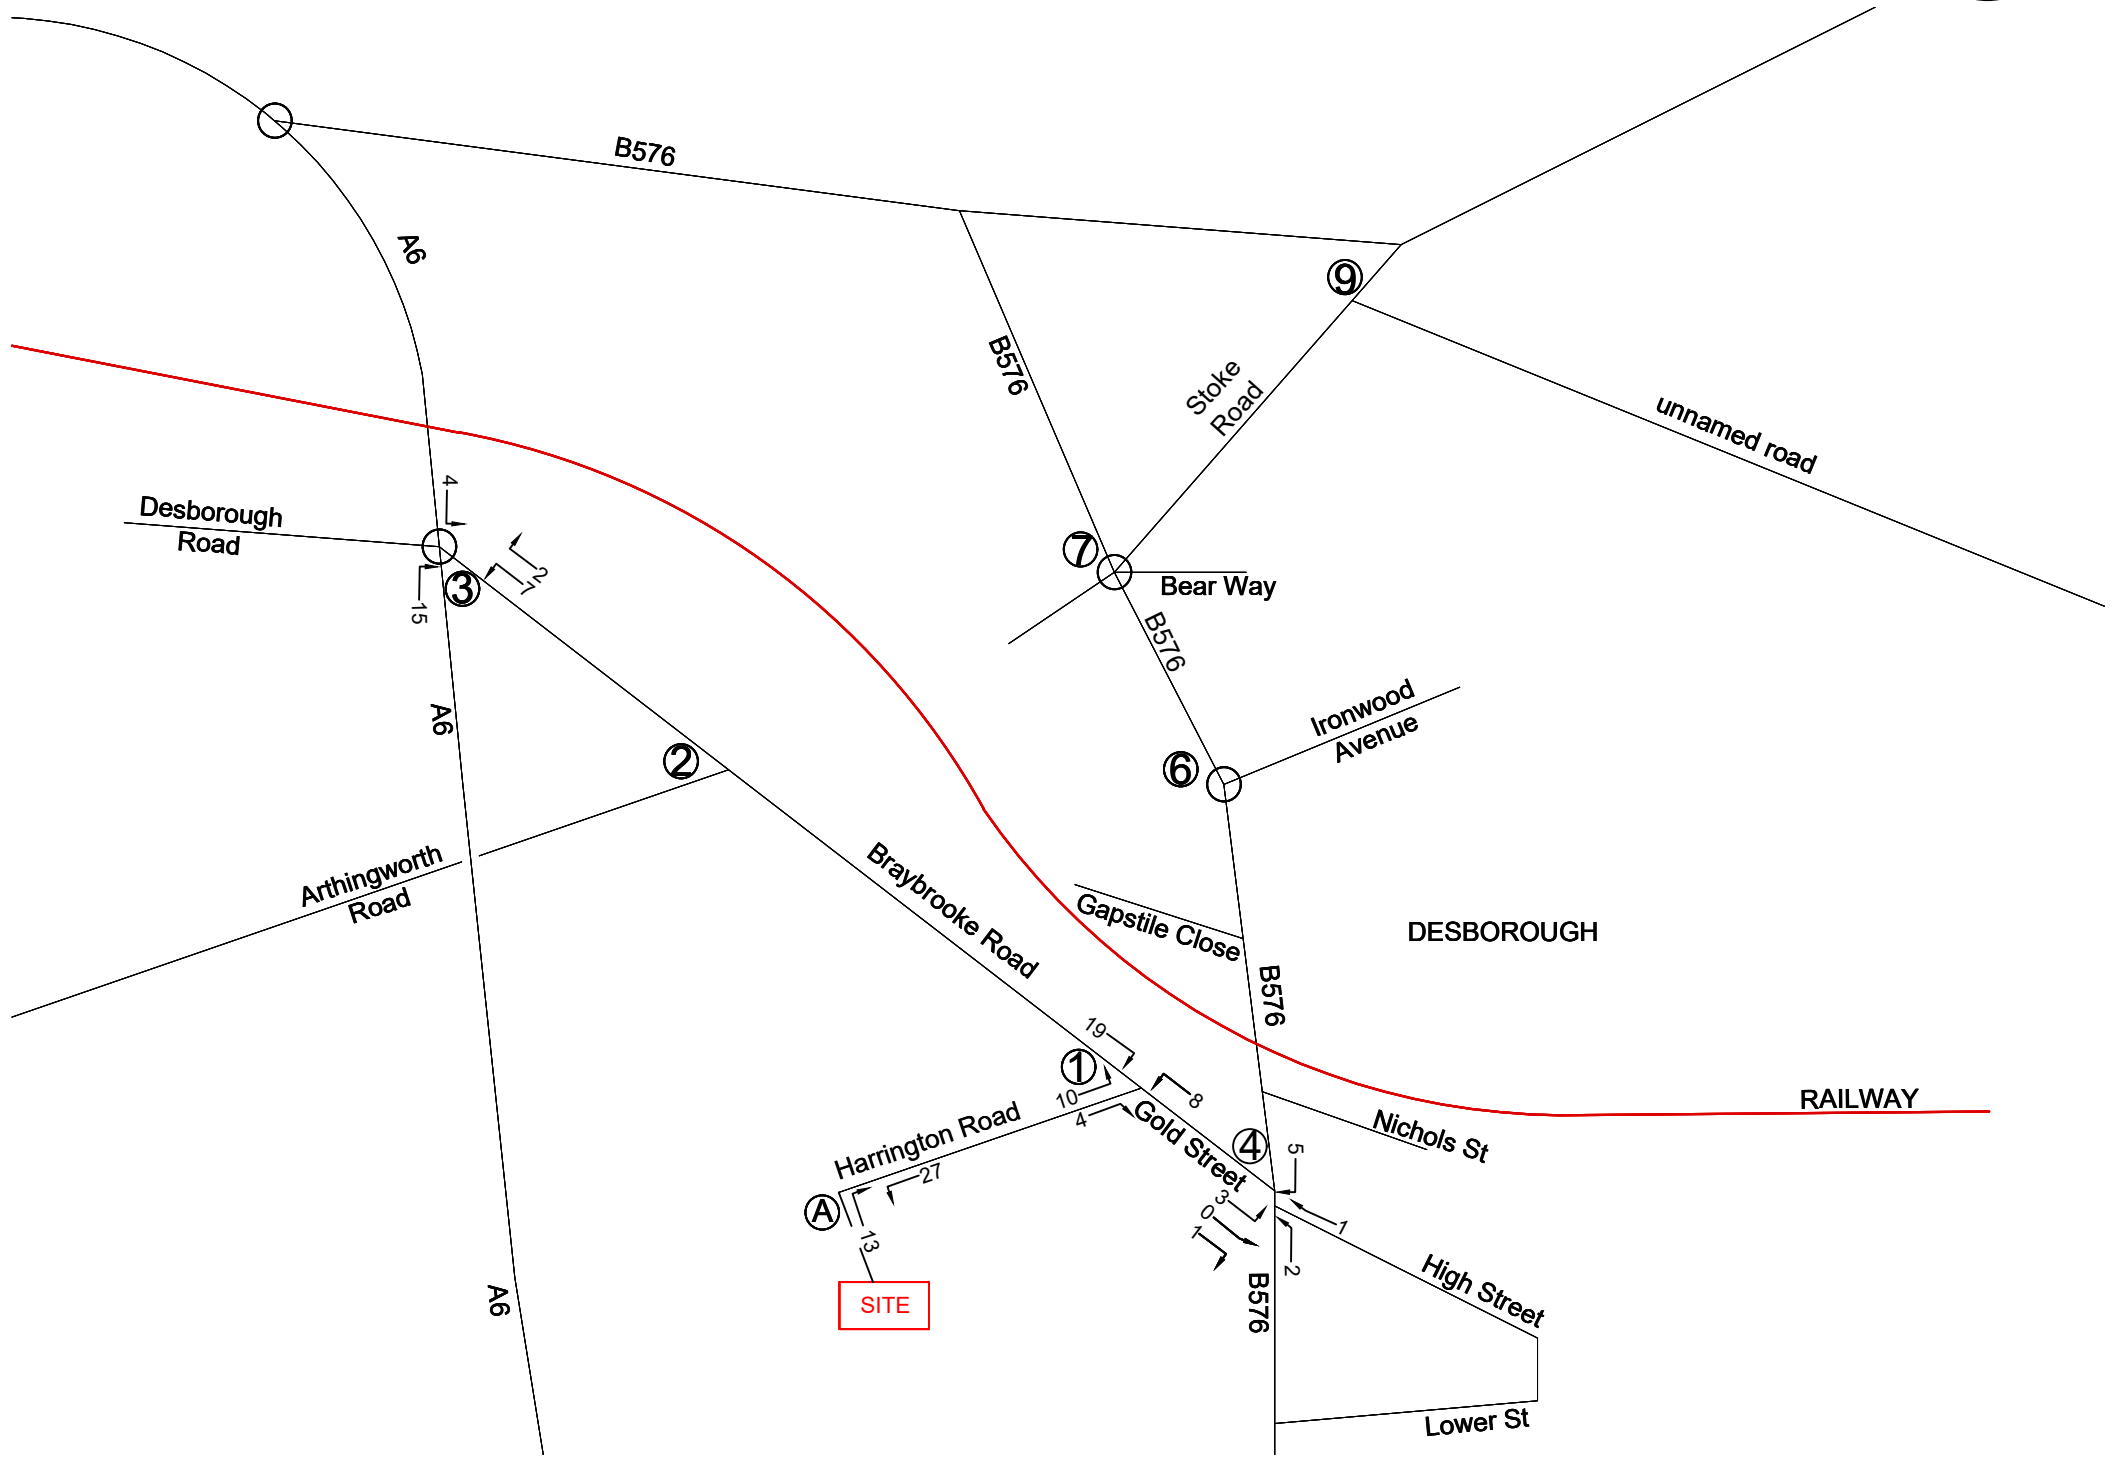 B576
A6
9
B576
Stoke
Road
unnamed road
4
Desborough
Road
2
7
3
15
7
Bear Way
B576
A6
2
6
Ironwood
Avenue
Arthingworth
Road
Braybrooke Road
Gapstile Close
DESBOROUGH
B576
19
1
10
4
8
Gold Street
RAILWAY
Nichols St
Harrington Road
27
4
5
A
13
3
0
1
1
2
SITE
A6
B576
High Street
Lower St